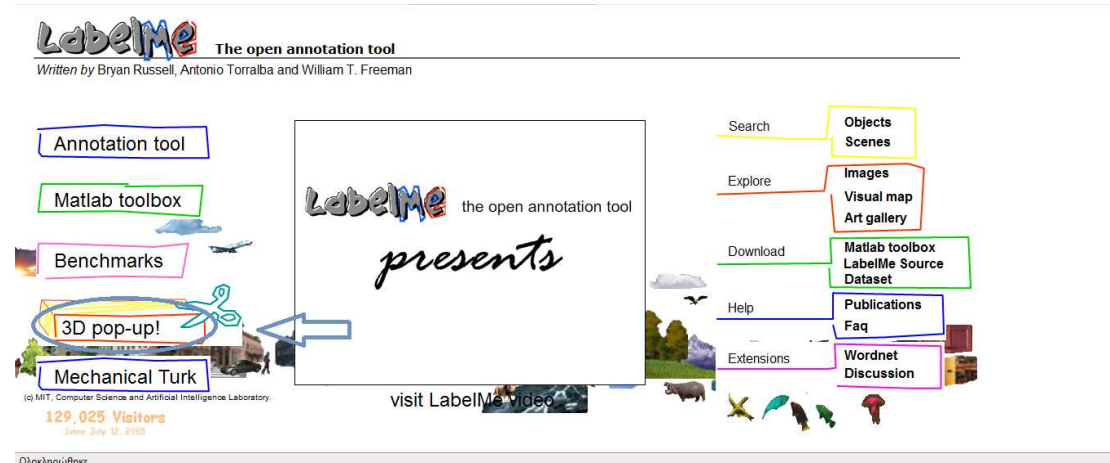 LabelMe The open annotation tool
Written by Bryan Russell, Antonio Torralba and William T. Freeman
Annotation tool
Matlab toolbox
Benchmarks
3D pop-up!
Mechanical Turk
(c) MIT, Computer Science and Artificial Intelligence Laboratory.
129,025 Visitors
Since July 12, 2005
LabelMe the open annotation tool
presents
visit LabelMe video
Search
Objects
Scenes
Explore
Images
Visual map
Art gallery
Download
Matlab toolbox
LabelMe Source
Dataset
Help
Publications
Faq
Extensions
Wordnet
Discussion